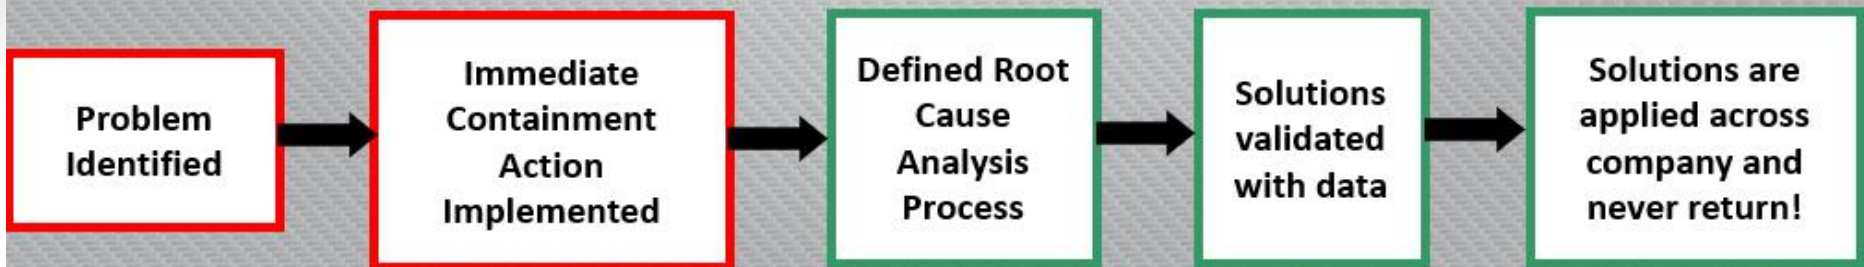 Problem
Identified
Immediate
Containment
Action
Implemented
Defined Root
Cause
Analysis
Process
Solutions
validated
with data
Solutions are
applied across
company and
never return!